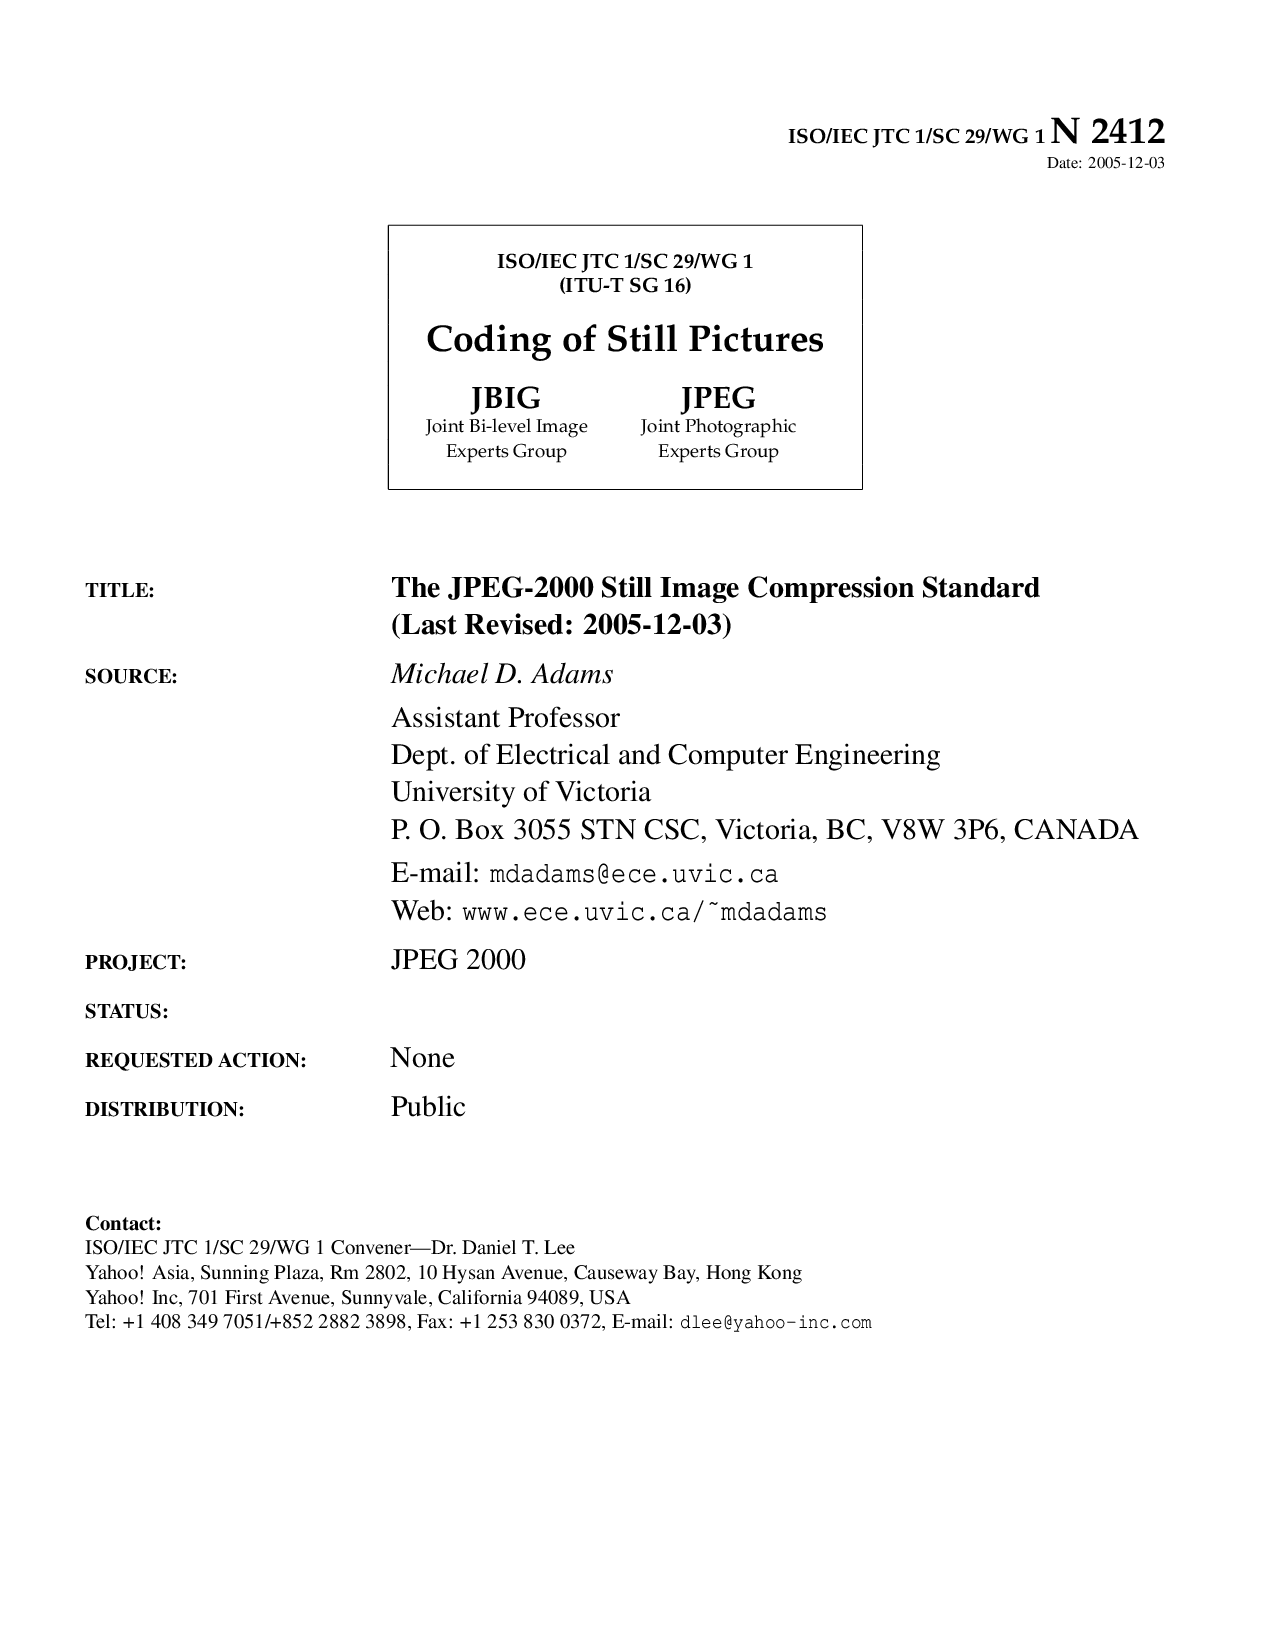 ISO/IEC JTC 1/SC 29/WG 1 N 2412
Date: 2005-12-03
ISO/IEC JTC 1/SC 29/WG 1
(ITU-T SG 16)
Coding of Still Pictures
JBIG JPEG
Joint Bi-level Image Joint Photographic
Experts Group Experts Group
TITLE: The JPEG-2000 Still Image Compression Standard
(Last Revised: 2005-12-03)
SOURCE: Michael D. Adams
Assistant Professor
Dept. of Electrical and Computer Engineering
University of Victoria
P. O. Box 3055 STN CSC, Victoria, BC, V8W 3P6, CANADA
E-mail: mdadams@ece.uvic.ca
Web: www.ece.uvic.ca/~mdadams
PROJECT: JPEG 2000
STATUS:
REQUESTED ACTION: None
DISTRIBUTION: Public
Contact:
ISO/IEC JTC 1/SC 29/WG 1 Convener—Dr. Daniel T. Lee
Yahoo! Asia, Sunning Plaza, Rm 2802, 10 Hysan Avenue, Causeway Bay, Hong Kong
Yahoo! Inc, 701 First Avenue, Sunnyvale, California 94089, USA
Tel: +1 408 349 7051/+852 2882 3898, Fax: +1 253 830 0372, E-mail: dlee@yahoo-inc.com